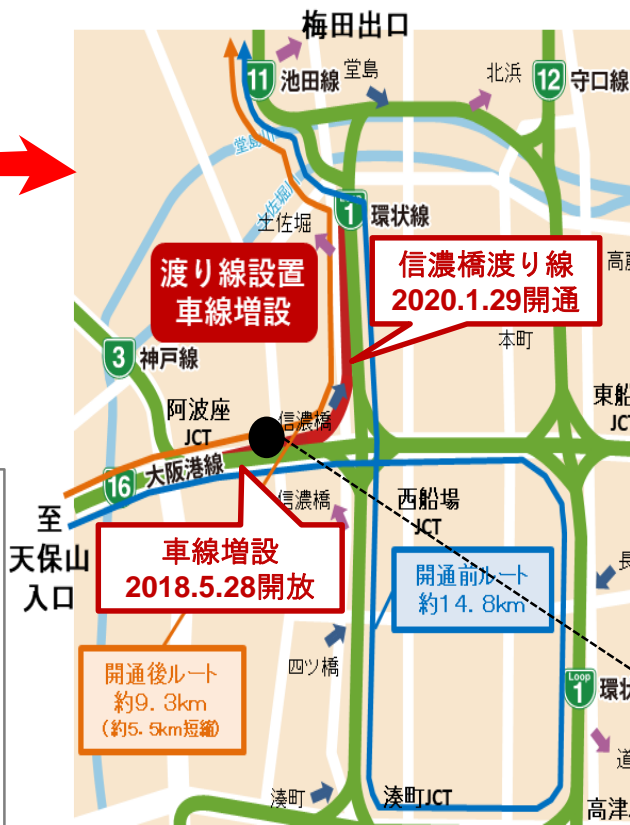 梅田出口
11 池田線
堂島
北浜
12 守口線
堂島川
土佐堀川
土佐堀
1 環状線
渡り線設置
車線増設
信濃橋渡り線
2020.1.29開通
高麗
本町
3 神戸線
阿波座
JCT
信濃橋
東船
JCT
16 大阪港線
至
天保山
入口
信濃橋
西船場
JCT
車線増設
2018.5.28開放
開通前ルート
約14.8km
長
開通後ルート
約9.3km
(約5.5km短縮)
四ツ橋
Loop
1 環状
道
湊町
湊町JCT
高津